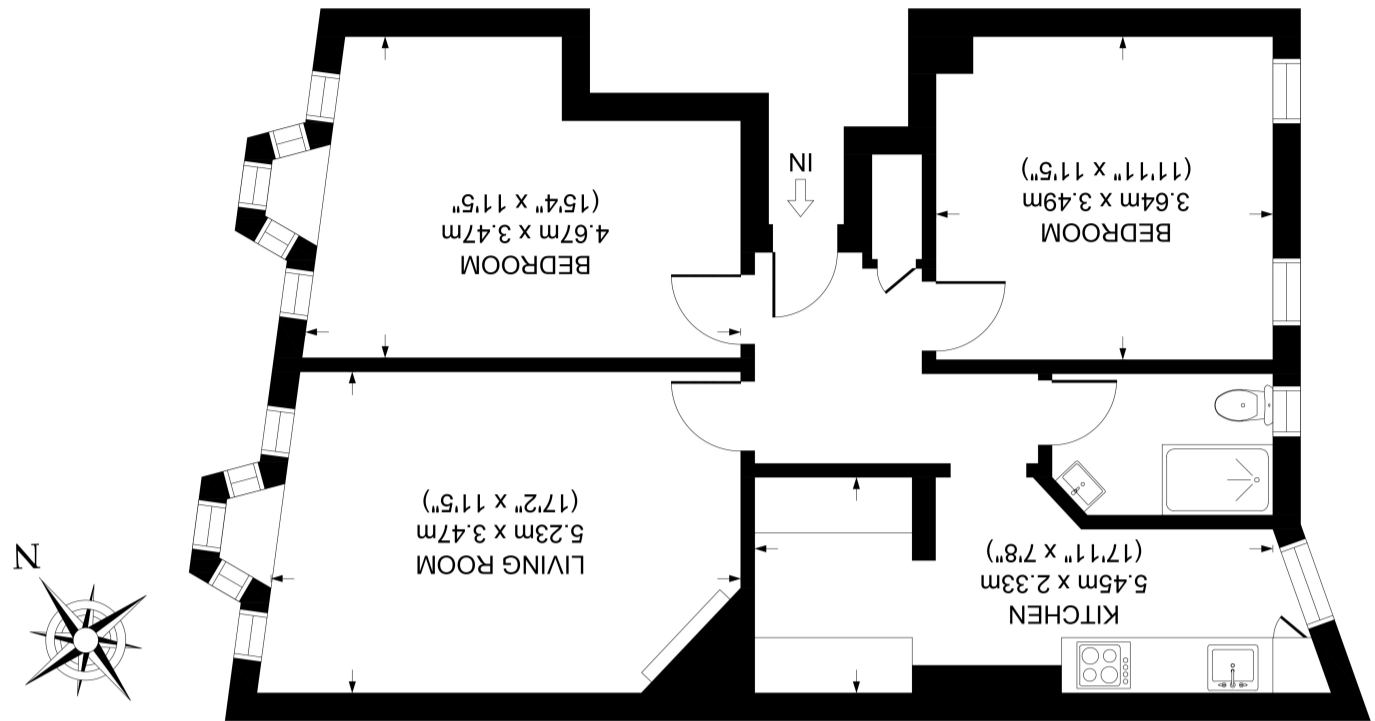 LIVING ROOM
5.23m x 3.47m
(17'2" x 11'5")
KITCHEN
5.45m x 2.33m
(17'11" x 7'8")
BEDROOM
4.67m x 3.47m
(15'4" x 11'5"
BEDROOM
3.64m x 3.49m
(11'11" x 11'5")
IN
N